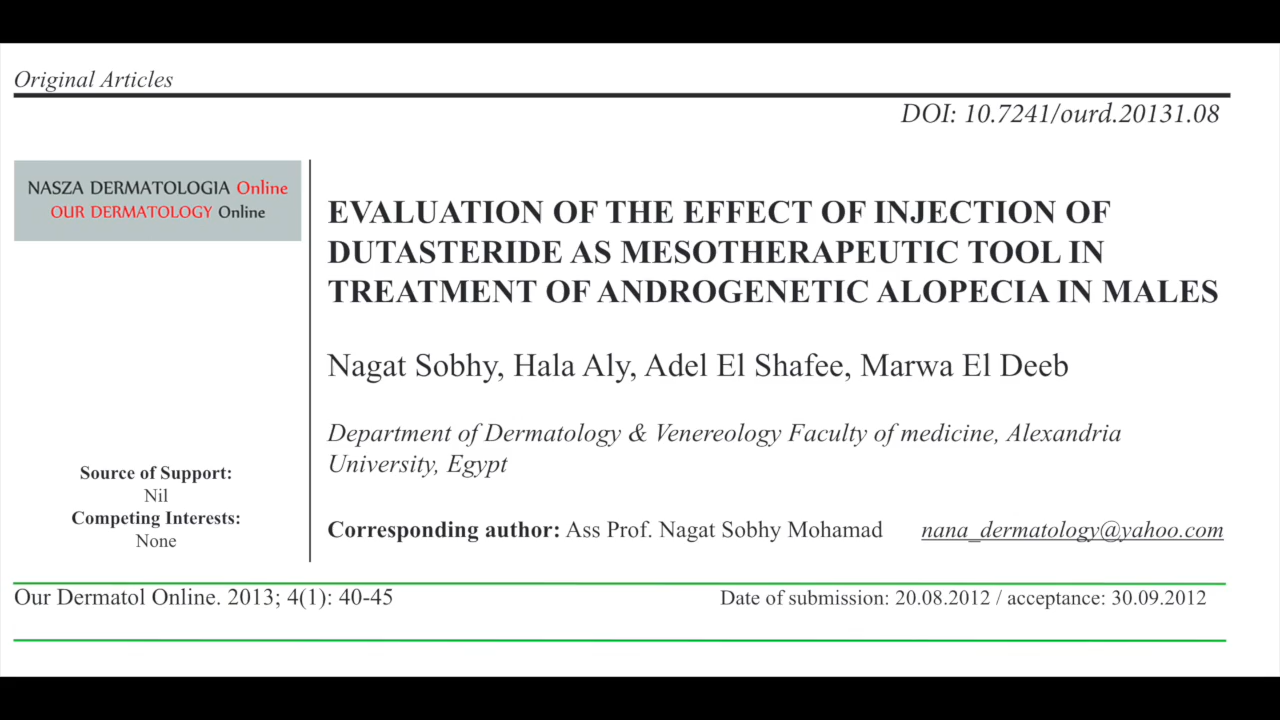 Original Articles
DOI: 10.7241/ourd.20131.08
NASZA DERMATOLOGIA Online
OUR DERMATOLOGY Online
EVALUATION OF THE EFFECT OF INJECTION OF
DUTASTERIDE AS MESOTHERAPEUTIC TOOL IN
TREATMENT OF ANDROGENETIC ALOPECIA IN MALES
Nagat Sobhy, Hala Aly, Adel El Shafee, Marwa El Deeb
Department of Dermatology & Venereology Faculty of medicine, Alexandria
University, Egypt
Source of Support:
Nil
Competing Interests:
None
Corresponding author: Ass Prof. Nagat Sobhy Mohamad nana_dermatology@yahoo.com
Our Dermatol Online. 2013; 4(1): 40-45
Date of submission: 20.08.2012 / acceptance: 30.09.2012